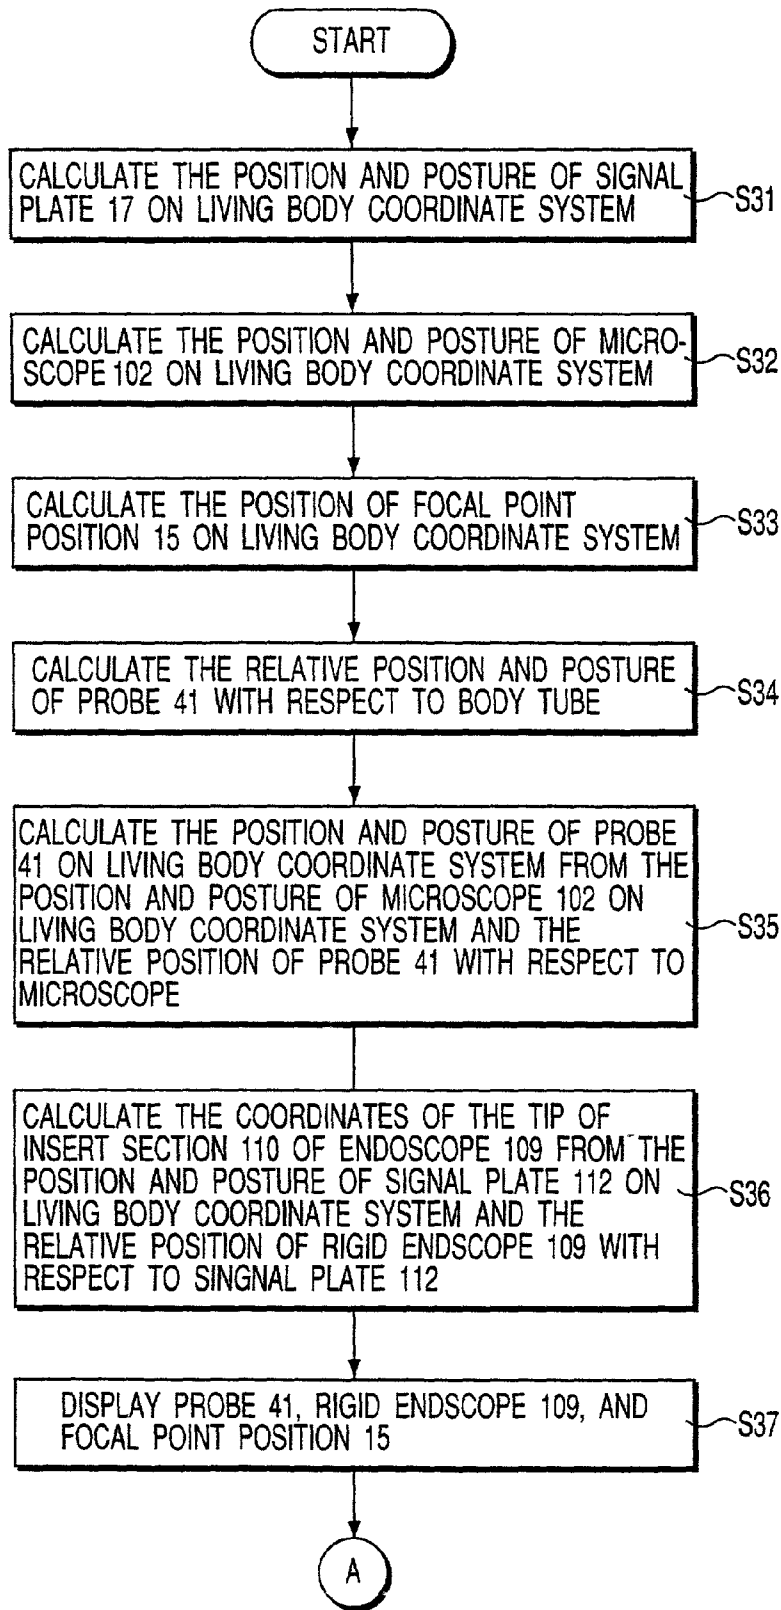 START
CALCULATE THE POSITION AND POSTURE OF SIGNAL
PLATE 17 ON LIVING BODY COORDINATE SYSTEM
S31
CALCULATE THE POSITION AND POSTURE OF MICRO-
SCOPE 102 ON LIVING BODY COORDINATE SYSTEM
S32
CALCULATE THE POSITION OF FOCAL POINT
POSITION 15 ON LIVING BODY COORDINATE SYSTEM
S33
CALCULATE THE RELATIVE POSITION AND POSTURE
OF PROBE 41 WITH RESPECT TO BODY TUBE
S34
CALCULATE THE POSITION AND POSTURE OF PROBE
41 ON LIVING BODY COORDINATE SYSTEM FROM THE
POSITION AND POSTURE OF MICROSCOPE 102 ON
LIVING BODY COORDINATE SYSTEM AND THE
RELATIVE POSITION OF PROBE 41 WITH RESPECT TO
MICROSCOPE
S35
CALCULATE THE COORDINATES OF THE TIP OF
INSERT SECTION 110 OF ENDOSCOPE 109 FROM THE
POSITION AND POSTURE OF SIGNAL PLATE 112 ON
LIVING BODY COORDINATE SYSTEM AND THE
RELATIVE POSITION OF RIGID ENDSCOPE 109 WITH
RESPECT TO SINGNAL PLATE 112
S36
DISPLAY PROBE 41, RIGID ENDSCOPE 109, AND
FOCAL POINT POSITION 15
S37
A